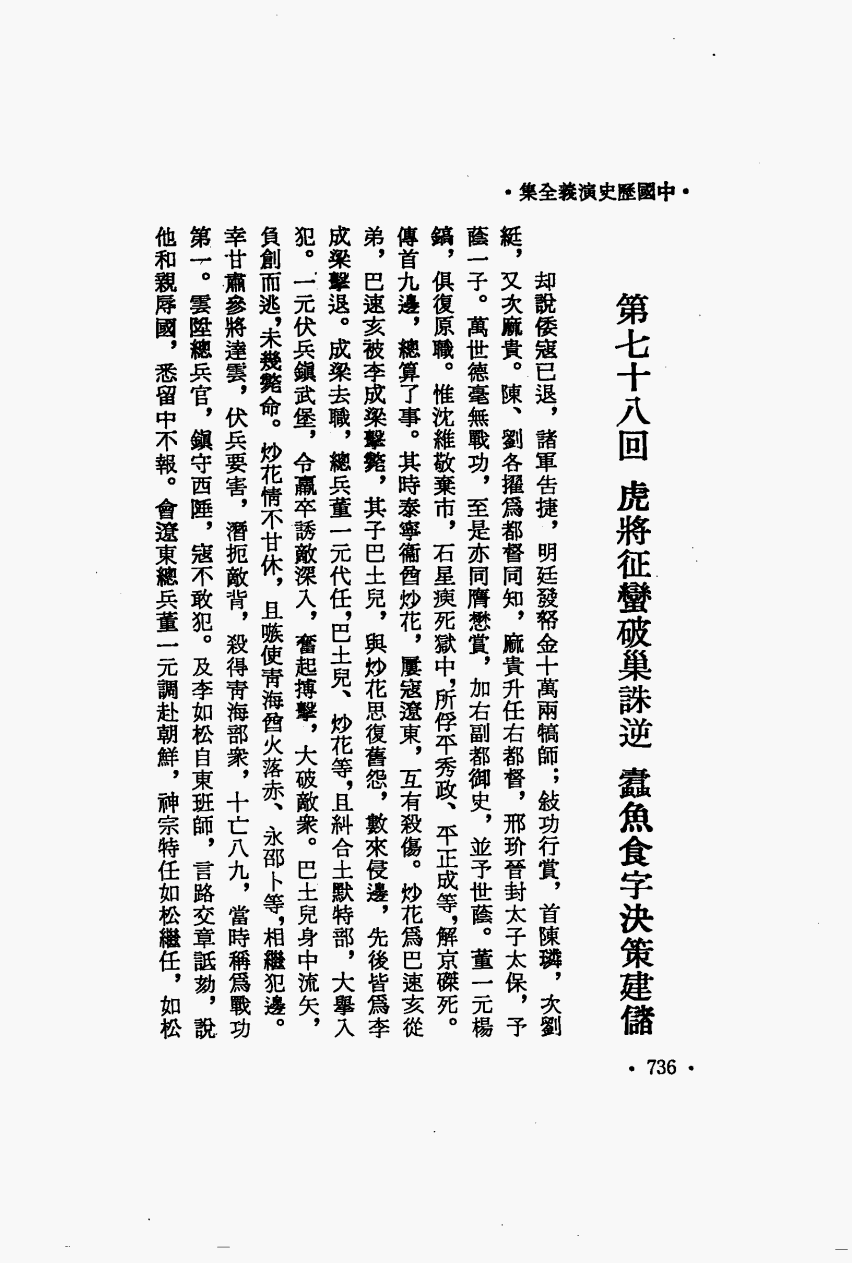 •中國歷史演義全集•
第七十八回 虎將征蠻破巢誅逆 蠹魚食字決策建儲
却說倭寇已退，諸軍告捷，明廷發帑金十萬兩犒師；敍功行賞，首陳璘，次劉
綎，又次麻貴。陳、劉各擢爲都督同知，麻貴升任右都督，邢玠晉封太子太保，予
蔭一子。萬世德毫無戰功，至是亦同膺懋賞，加右副都御史，並予世蔭。董一元楊
鎬，俱復原職。惟沈維敬棄市，石星瘐死獄中，所俘平秀政、平正成等，解京磔死。
傳首九邊，總算了事。其時泰寧衞酋炒花，屢寇遼東，互有殺傷。炒花爲巴速亥從
弟，巴速亥被李成梁擊斃，其子巴土兒，與炒花思復舊怨，數來侵邊，先後皆爲李
成梁擊退。成梁去職，總兵董一元代任，巴土兒、炒花等，且糾合土默特部，大舉入
犯。一元伏兵鎭武堡，令羸卒誘敵深入，奮起搏擊，大破敵衆。巴土兒身中流矢，
負創而逃，未幾斃命。炒花情不甘休，且嗾使靑海酋火落赤、永邵卜等，相繼犯邊。
幸甘肅參將達雲，伏兵要害，潛扼敵背，殺得靑海部衆，十亡八九，當時稱爲戰功
第一。雲陞總兵官，鎭守西陲，寇不敢犯。及李如松自東班師，言路交章詆劾，說
他和親辱國，悉留中不報。會遼東總兵董一元調赴朝鮮，神宗特任如松繼任，如松
•736•